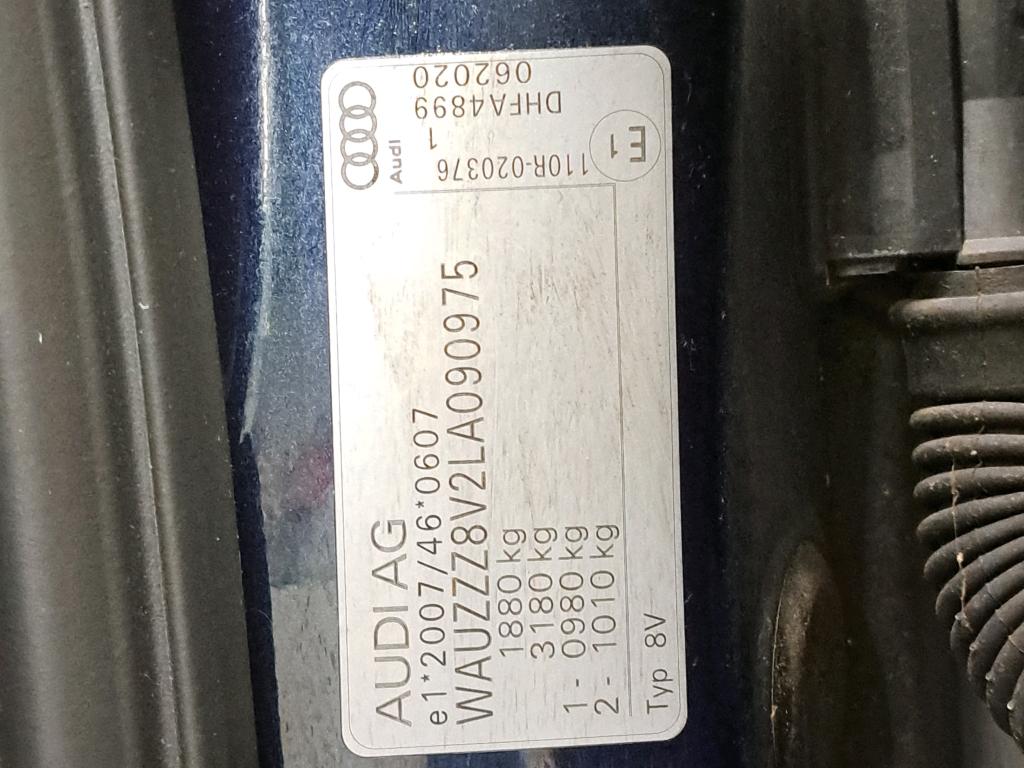 AUDI AG
e1*2007/46*0607
WAUZZZ8V2LA090975
1880 kg
3180 kg
1 - 0980 kg
2 - 1010 kg
Typ 8V
Audi
110R-020376
1
DHFA4899
062020
E1